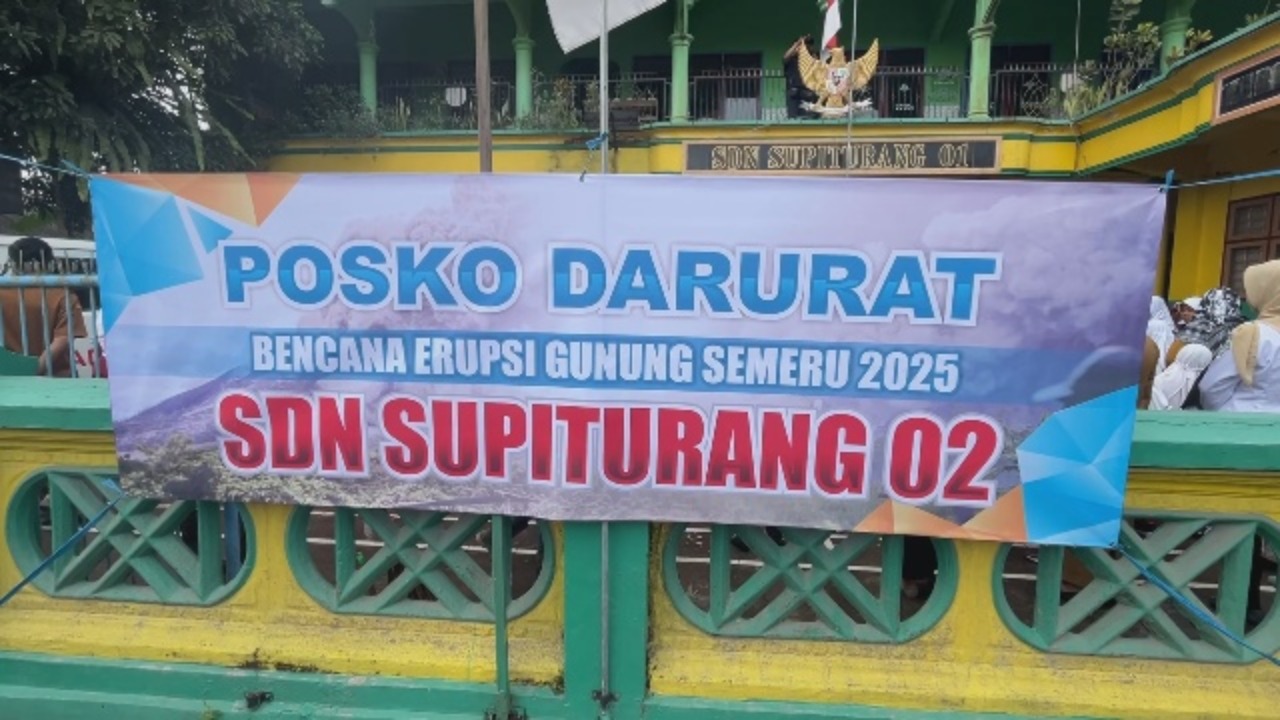 SDN SUPITURANG 01
POSKO DARURAT
BENCANA ERUPSI GUNUNG SEMERU 2025
SDN SUPITURANG 02